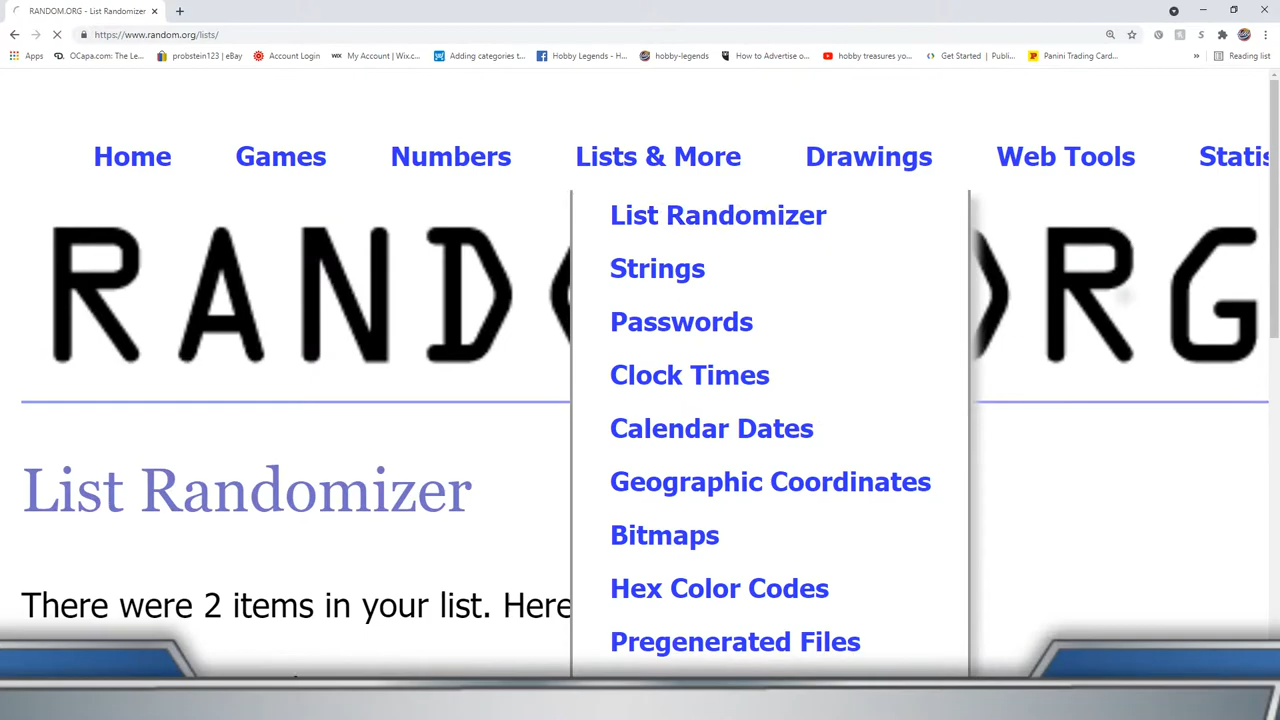 RANDOM.ORG - List Randomizer
https://www.random.org/lists/
Apps OCapa.com: The Le... probstein123 | eBay Account Login My Account | Wix.c... Adding categories t... Hobby Legends - H... hobby-legends How to Advertise o... hobby treasures yo... Get Started | Publi... Panini Trading Card... » Reading list
Home Games Numbers Lists & More Drawings Web Tools Statis
RANDO ORG
List Randomizer
Strings
Passwords
Clock Times
Calendar Dates
Geographic Coordinates
Bitmaps
Hex Color Codes
Pregenerated Files
List Randomizer
There were 2 items in your list. Here